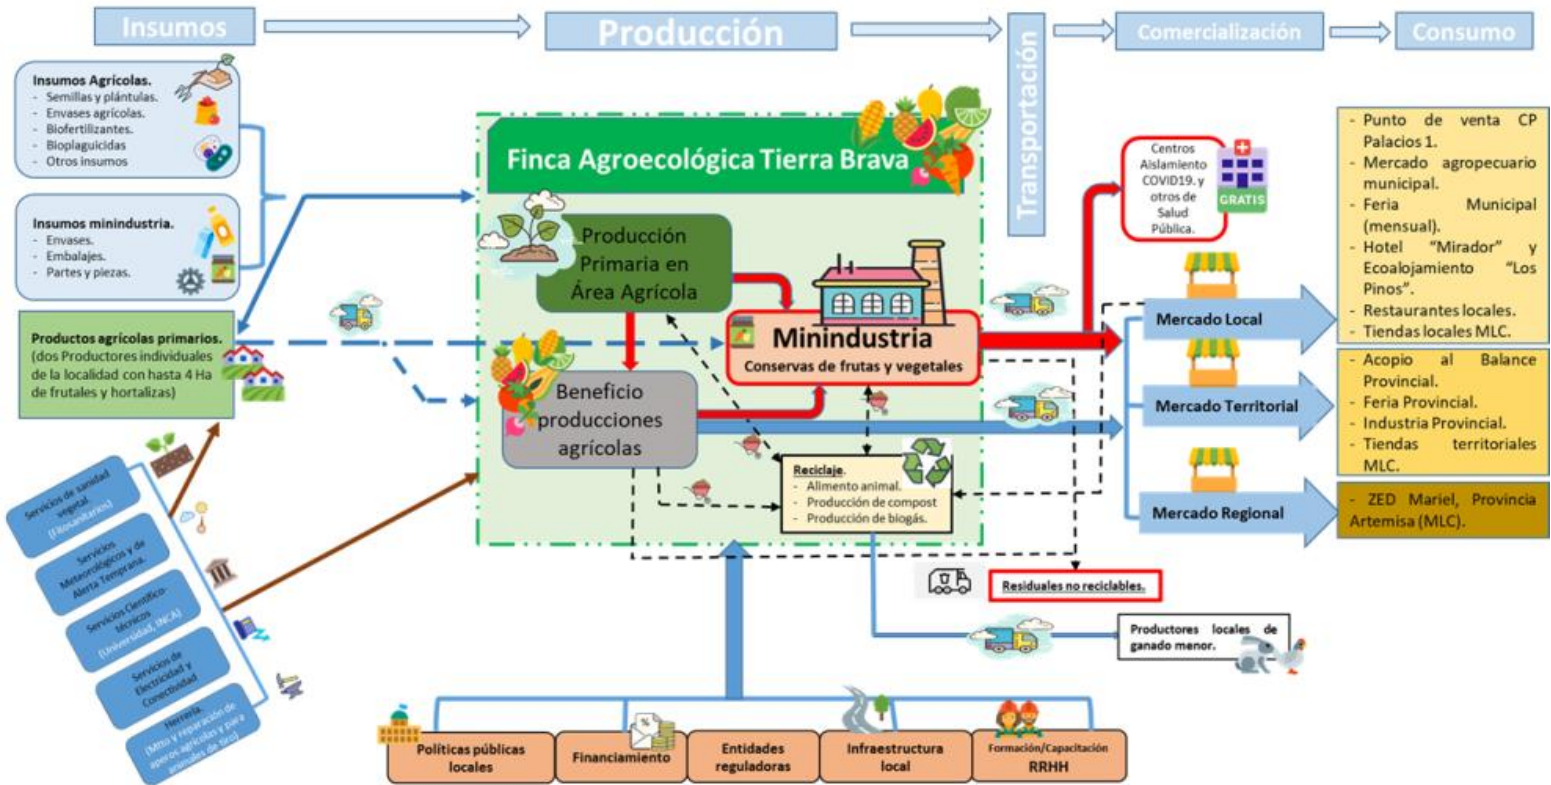 Insumos
Producción
Transportación
Comercialización
Consumo
Insumos Agrícolas.
- Semillas y plántulas.
- Envases agrícolas.
- Biofertilizantes.
- Bioplaguicidas
- Otros insumos
Insumos minindustria.
- Envases.
- Embalajes.
- Partes y piezas.
Productos agrícolas primarios.
(dos Productores individuales
de la localidad con hasta 4 Ha
de frutales y hortalizas)
Servicios de sanidad
vegetal.
(Fitosanitarios)
Servicios
Meteorológicos y de
Alerta Temprana.
Servicios Científico-
técnicos
(Universidad, INCA)
Servicios de
Electricidad y
Conectividad
Herrería.
(Mtto y reparación de
aperos agrícolas y para
animales de tiro)
Finca Agroecológica Tierra Brava
Producción
Primaria en
Área Agrícola
Minindustria
Conservas de frutas y vegetales
Beneficio
producciones
agrícolas
Reciclaje.
- Alimento animal.
- Producción de compost
- Producción de biogás.
Centros
Aislamiento
COVID19. y
otros de
Salud
Pública.
GRATIS
Mercado Local
Mercado Territorial
Mercado Regional
- Punto de venta CP
Palacios 1.
- Mercado agropecuario
municipal.
- Feria Municipal
(mensual).
- Hotel "Mirador" y
Ecoalojamiento "Los
Pinos".
- Restaurantes locales.
- Tiendas locales MLC.
- Acopio al Balance
Provincial.
- Feria Provincial.
- Industria Provincial.
- Tiendas territoriales
MLC.
- ZED Mariel, Provincia
Artemisa (MLC).
Residuales no reciclables.
Productores locales de
ganado menor.
Políticas públicas
locales
%
Financiamiento
Entidades
reguladoras
Infraestructura
local
Formación/Capacitación
RRHH